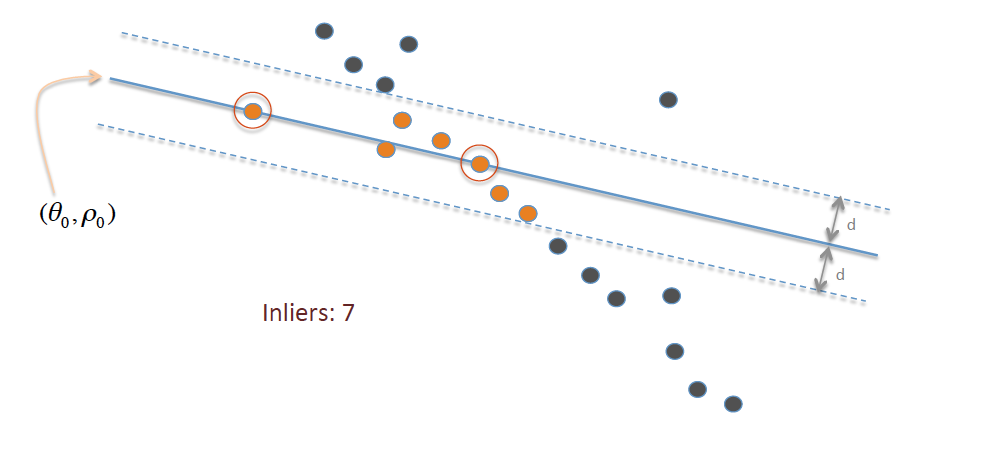 (θ₀,ρ₀)
d
d
Inliers: 7